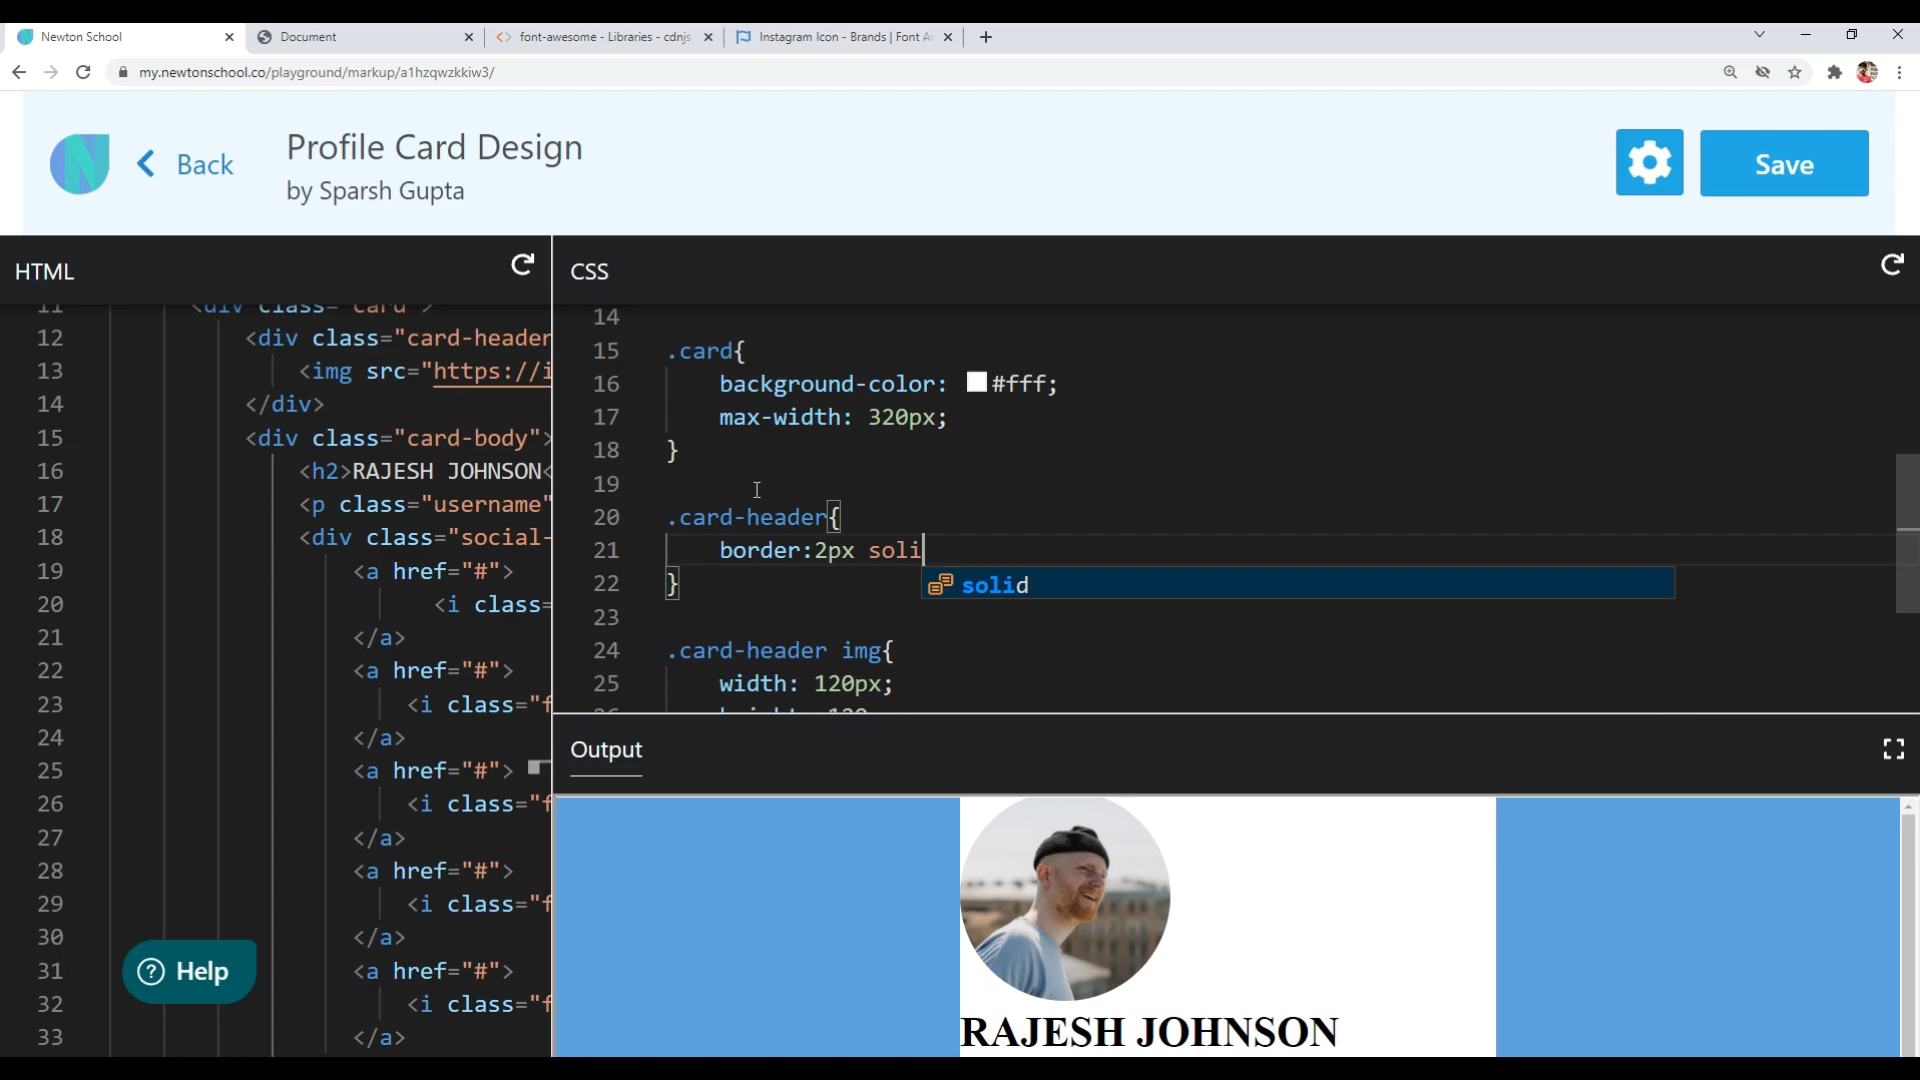 Newton School
Document
font-awesome - Libraries - cdnjs
Instagram Icon - Brands | Font A
my.newtonschool.co/playground/markup/a1hzqwzkkiw3/
Back
Profile Card Design
by Sparsh Gupta
Save
HTML
11 <div class="card">
12 <div class="card-header
13 <img src="https://i
14 </div>
15 <div class="card-body">
16 <h2>RAJESH JOHNSON<
17 <p class="username"
18 <div class="social-
19 <a href="#">
20 <i class=
21 </a>
22 <a href="#">
23 <i class="f
24 </a>
25 <a href="#">
26 <i class="f
27 </a>
28 <a href="#">
29 <i class="f
30 </a>
31 <a href="#">
32 <i class="f
33 </a>
Help
CSS
14
15 .card{
16 background-color: #fff;
17 max-width: 320px;
18 }
19
20 .card-header{
21 border:2px soli
solid
22 }
23
24 .card-header img{
25 width: 120px;
Output
RAJESH JOHNSON